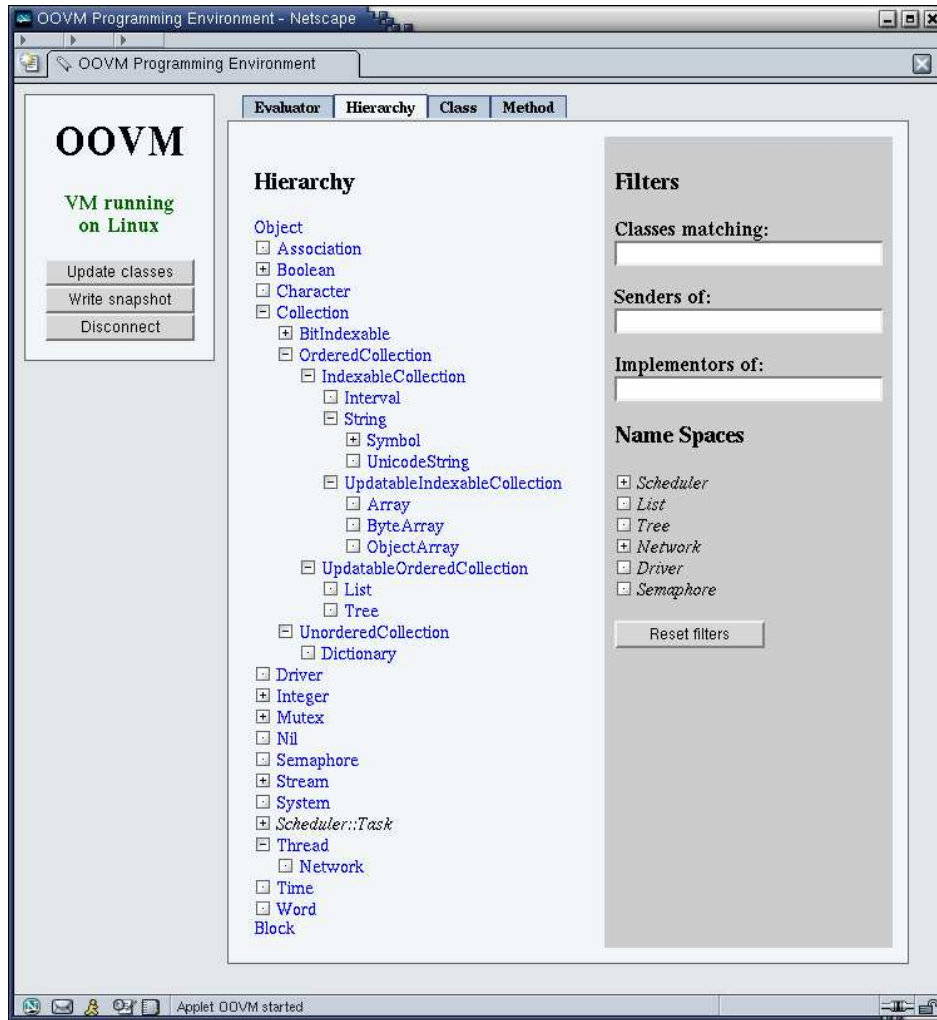 OOVM Programming Environment - Netscape
OOVM Programming Environment
OOVM
VM running
on Linux
Update classes
Write snapshot
Disconnect
Evaluator
Hierarchy
Class
Method
Hierarchy
Object
Association
Boolean
Character
Collection
BitIndexable
OrderedCollection
IndexableCollection
Interval
String
Symbol
UnicodeString
UpdatableIndexableCollection
Array
ByteArray
ObjectArray
UpdatableOrderedCollection
List
Tree
UnorderedCollection
Dictionary
Driver
Integer
Mutex
Nil
Semaphore
Stream
System
Scheduler::Task
Thread
Network
Time
Word
Block
Filters
Classes matching:
Senders of:
Implementors of:
Name Spaces
Scheduler
List
Tree
Network
Driver
Semaphore
Reset filters
Applet OOVM started